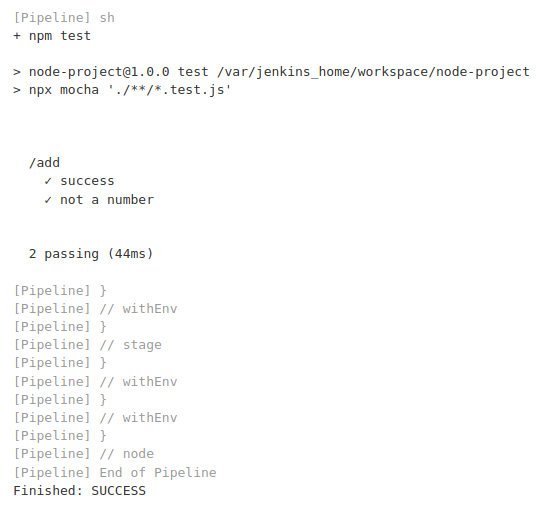 [Pipeline] sh
+ npm test
> node-project@1.0.0 test /var/jenkins_home/workspace/node-project
> npx mocha './**/*.test.js'
/add
✓ success
✓ not a number
2 passing (44ms)
[Pipeline] }
[Pipeline] // withEnv
[Pipeline] }
[Pipeline] // stage
[Pipeline] }
[Pipeline] // withEnv
[Pipeline] }
[Pipeline] // withEnv
[Pipeline] }
[Pipeline] // node
[Pipeline] End of Pipeline
Finished: SUCCESS